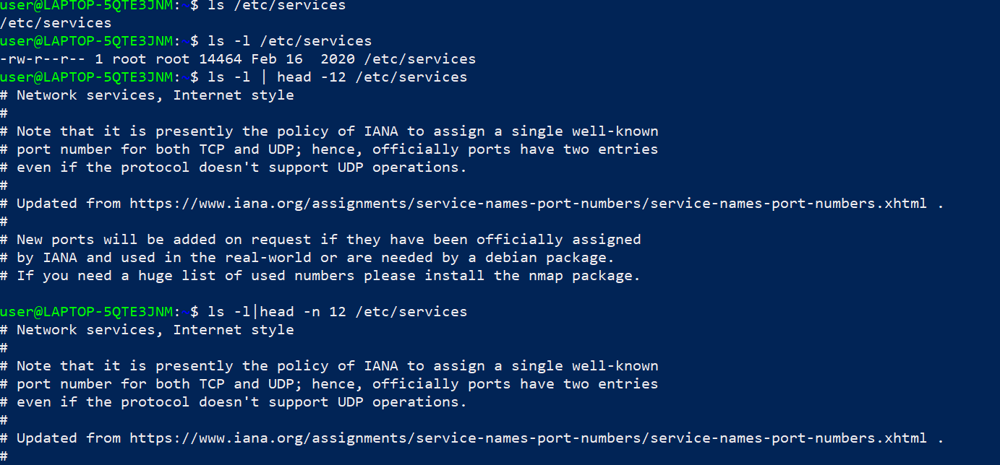 user@LAPTOP-5QTE3JNM:~$ ls /etc/services
/etc/services
user@LAPTOP-5QTE3JNM:~$ ls -l /etc/services
-rw-r--r-- 1 root root 14464 Feb 16  2020 /etc/services
user@LAPTOP-5QTE3JNM:~$ ls -l | head -12 /etc/services
# Network services, Internet style
#
# Note that it is presently the policy of IANA to assign a single well-known
# port number for both TCP and UDP; hence, officially ports have two entries
# even if the protocol doesn't support UDP operations.
#
# Updated from https://www.iana.org/assignments/service-names-port-numbers/service-names-port-numbers.xhtml .
#
# New ports will be added on request if they have been officially assigned
# by IANA and used in the real-world or are needed by a debian package.
# If you need a huge list of used numbers please install the nmap package.
user@LAPTOP-5QTE3JNM:~$ ls -l|head -n 12 /etc/services
# Network services, Internet style
#
# Note that it is presently the policy of IANA to assign a single well-known
# port number for both TCP and UDP; hence, officially ports have two entries
# even if the protocol doesn't support UDP operations.
#
# Updated from https://www.iana.org/assignments/service-names-port-numbers/service-names-port-numbers.xhtml .
#